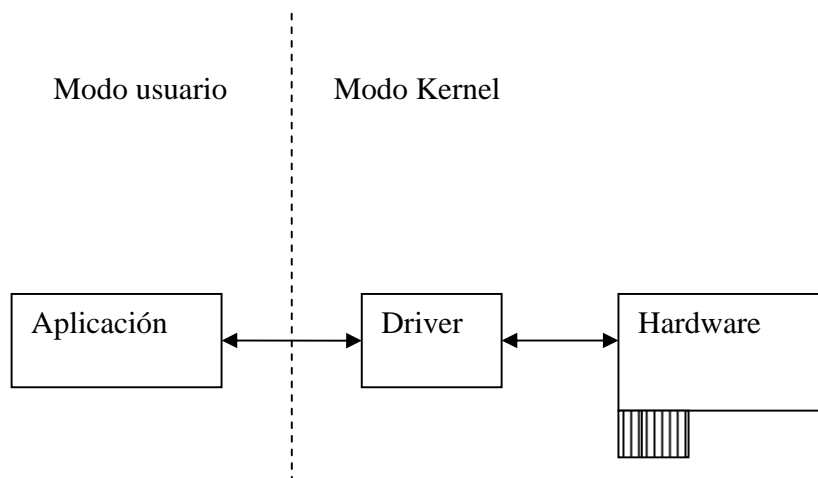 Modo usuario
Modo Kernel
Aplicación
Driver
Hardware